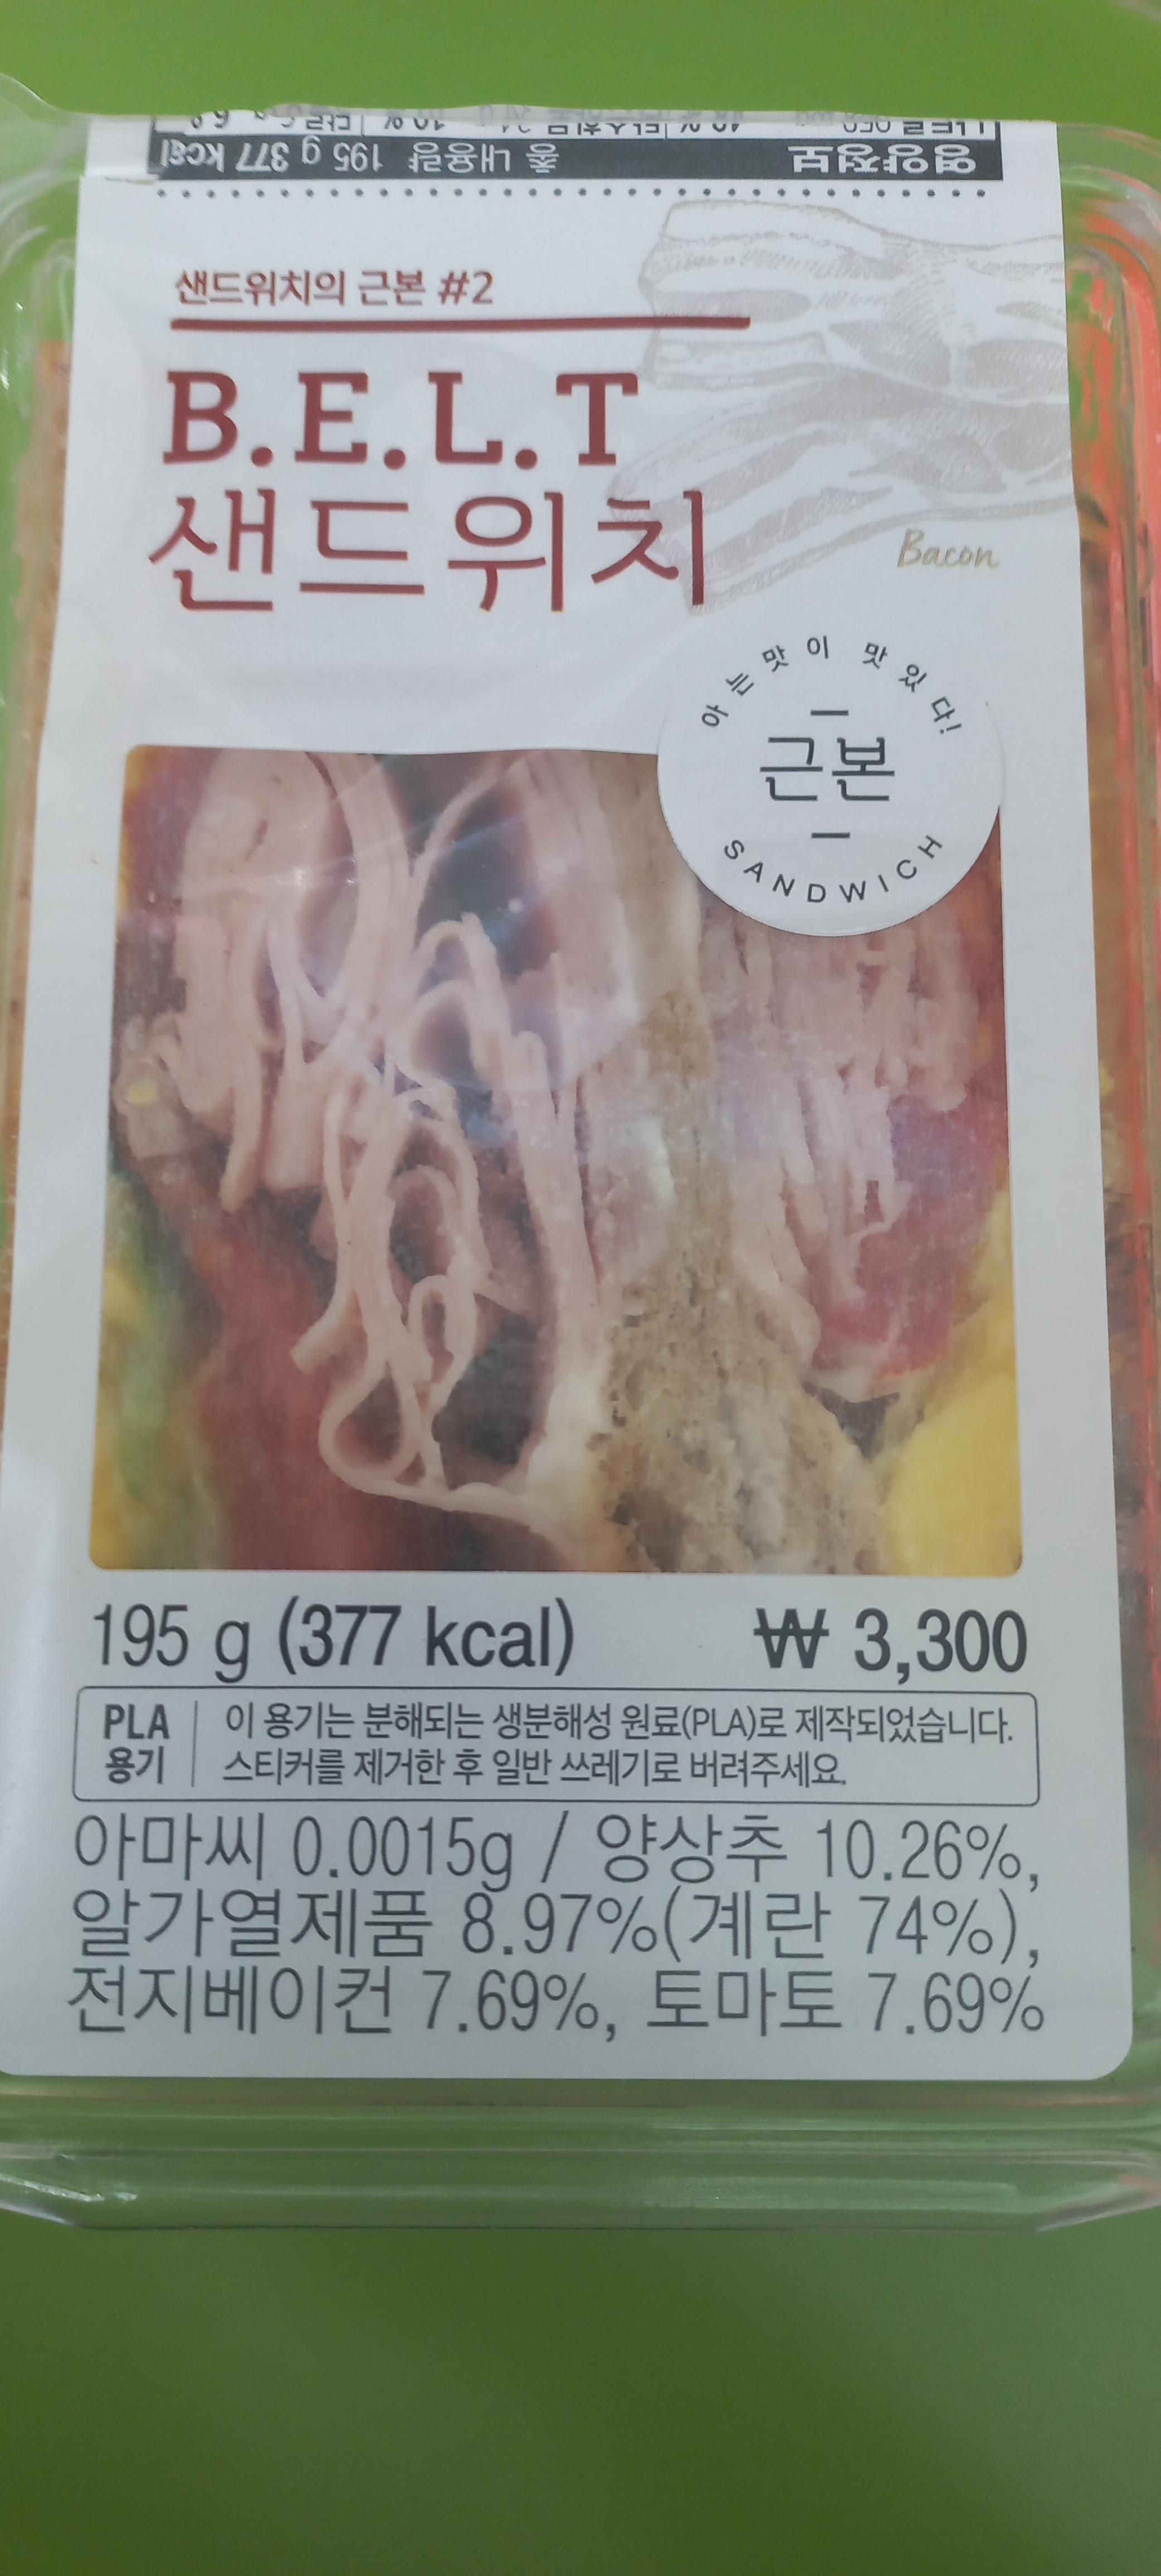 영양정보 총 내용량 195 g 377 kcal
샌드위치의 근본 #2
B.E.L.T
샌드위치
Bacon
아는 맛이 맛있다!
근본
SANDWICH
195 g (377 kcal) ₩ 3,300
PLA 용기
이 용기는 분해되는 생분해성 원료(PLA)로 제작되었습니다.
스티커를 제거한 후 일반 쓰레기로 버려주세요.
아마씨 0.0015g / 양상추 10.26%,
알가열제품 8.97%(계란 74%),
전지베이컨 7.69%, 토마토 7.69%